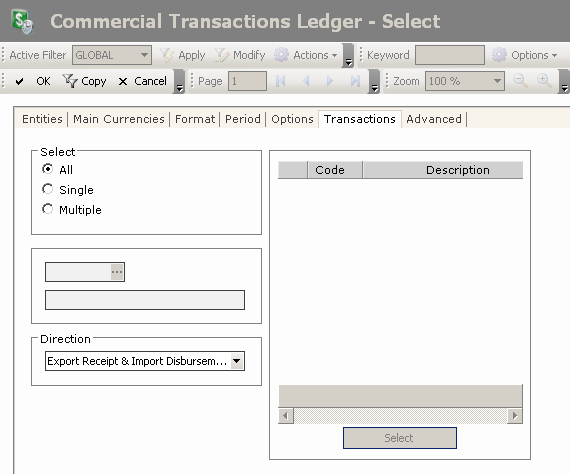 Commercial Transactions Ledger - Select
Active Filter GLOBAL Apply Modify Actions Keyword Options
OK Copy Cancel Page 1 Zoom 100 %
Entities Main Currencies Format Period Options Transactions Advanced
Select
All
Single
Multiple
Code Description
...
Direction
Export Receipt & Import Disbursem...
Select